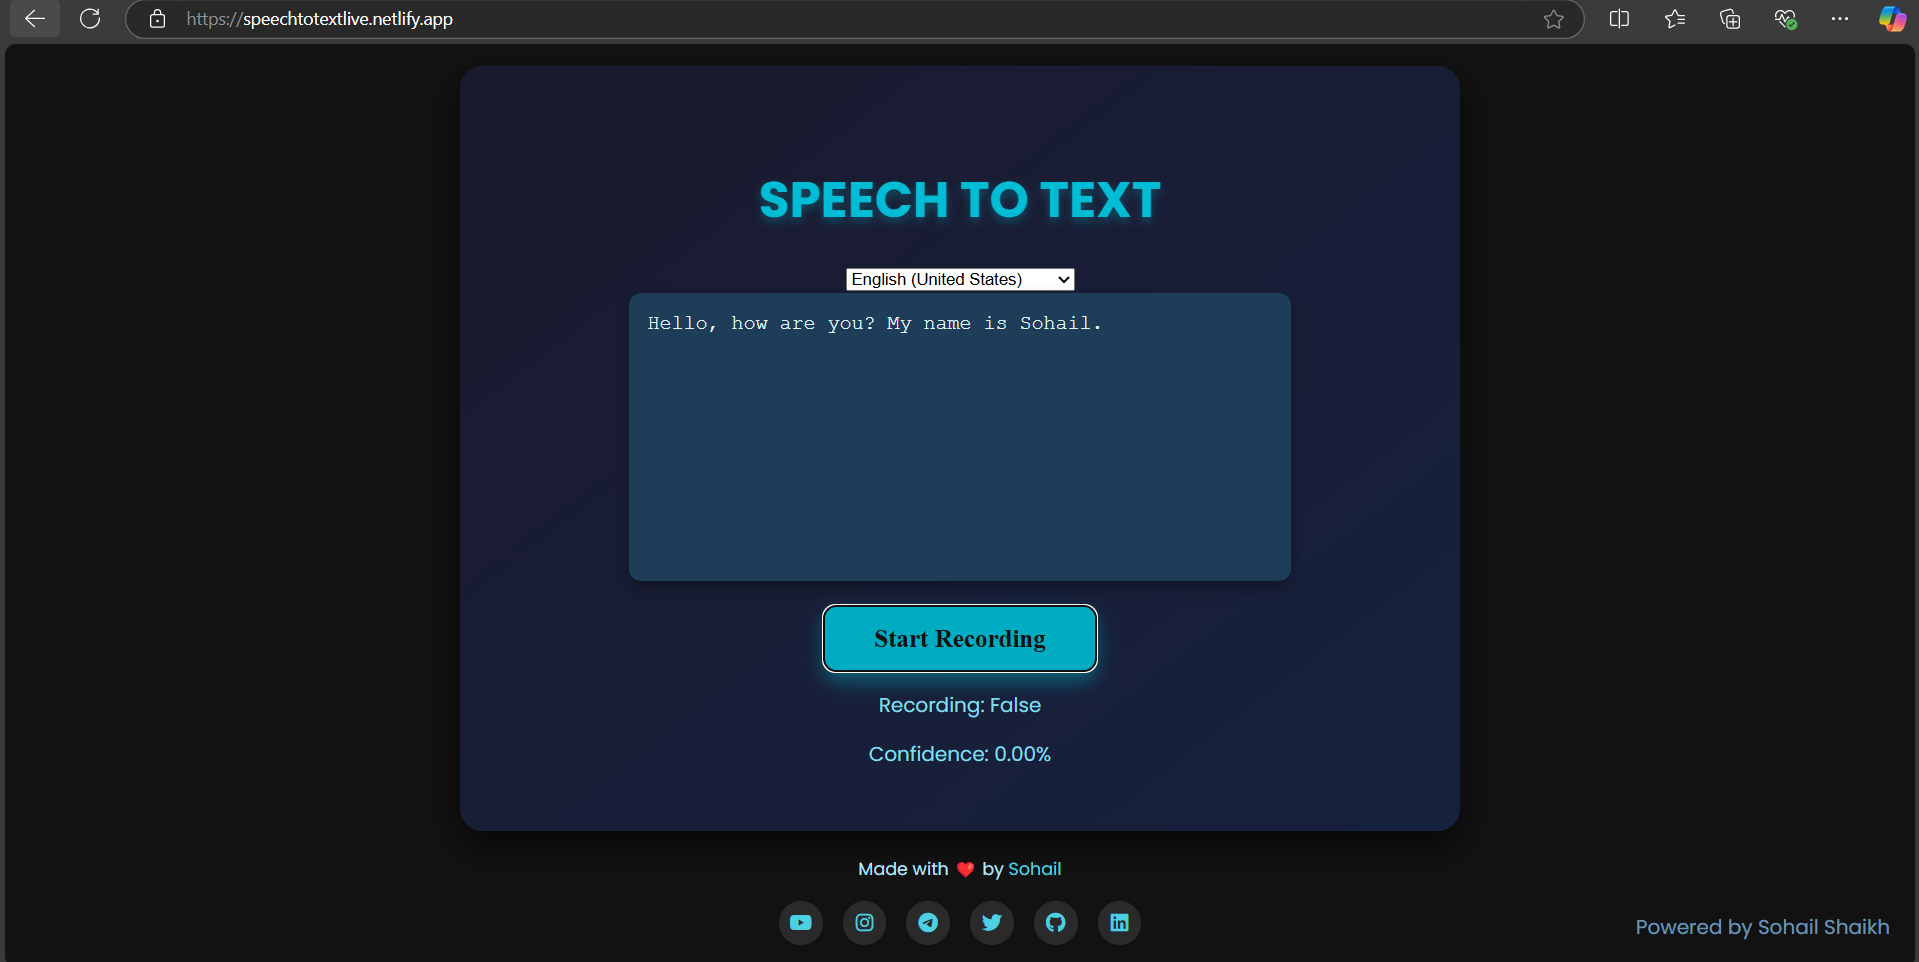 https://speechtotextlive.netlify.app
SPEECH TO TEXT
English (United States)
Hello, how are you? My name is Sohail.
Start Recording
Recording: False
Confidence: 0.00%
Made with ❤️ by Sohail
Powered by Sohail Shaikh